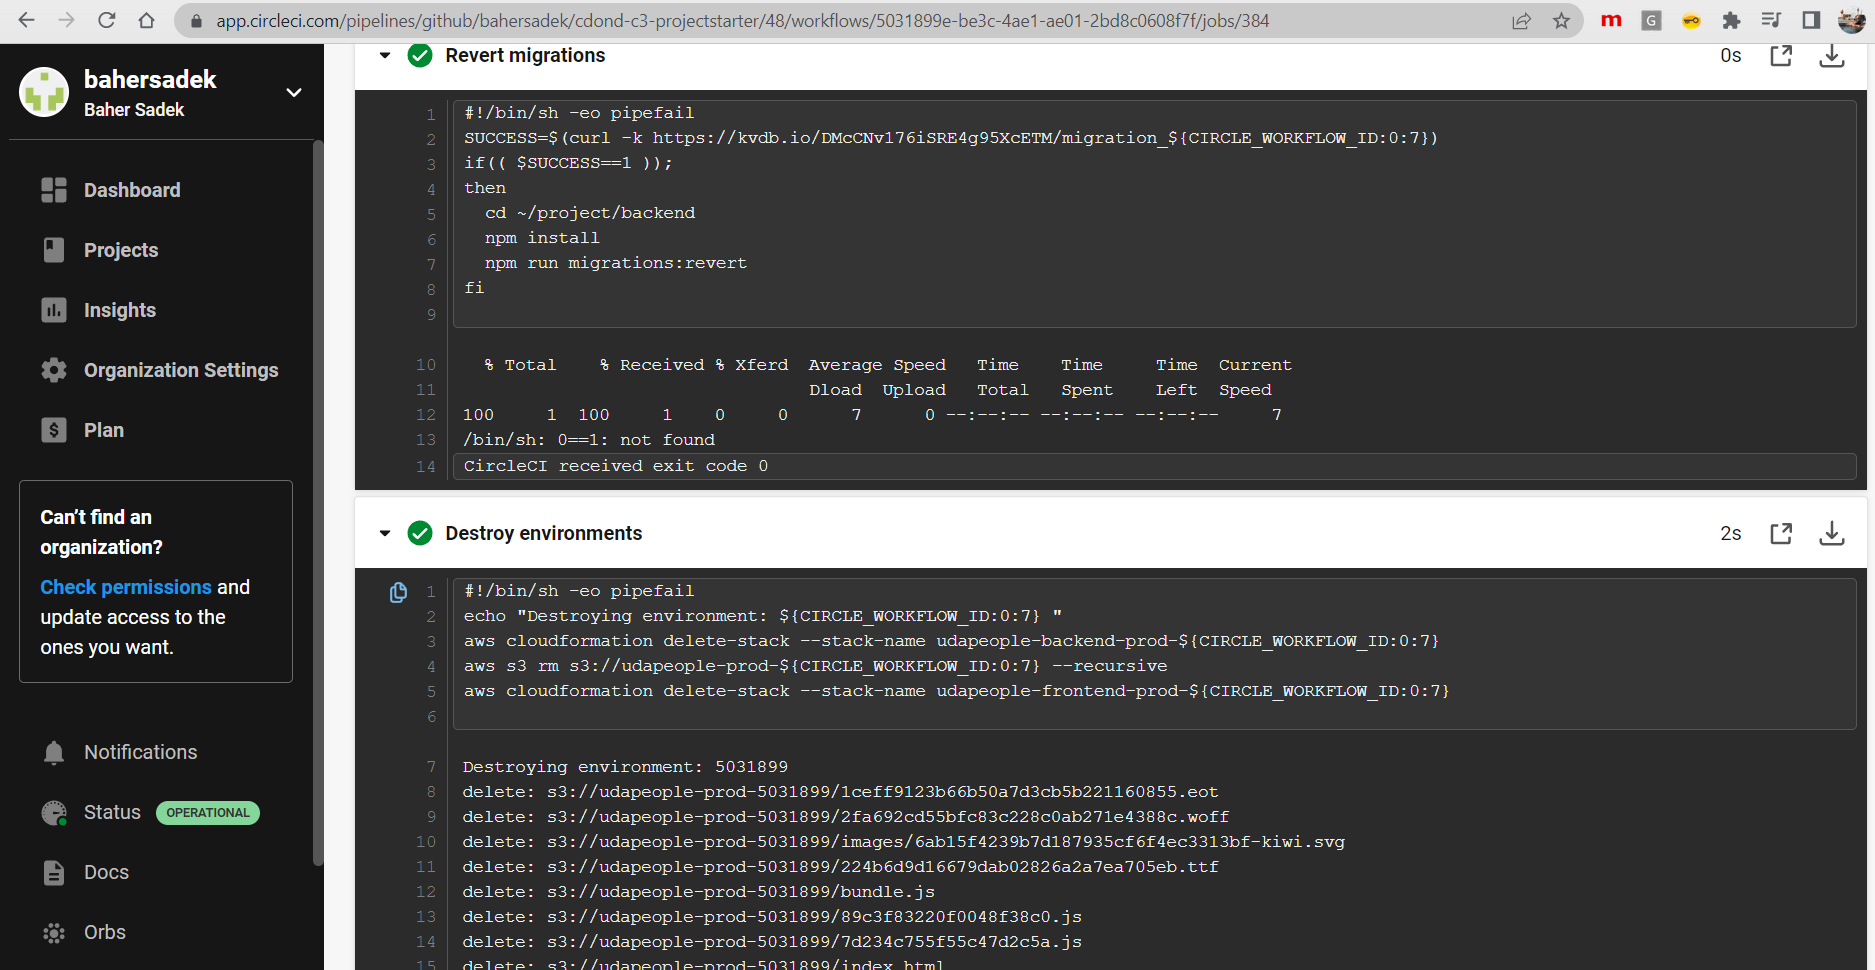 app.circleci.com/pipelines/github/bahersadek/cdond-c3-projectstarter/48/workflows/5031899e-be3c-4ae1-ae01-2bd8c0608f7f/jobs/384
m
G
bahersadek
Baher Sadek
Dashboard
Projects
Insights
Organization Settings
Plan
Can't find an
organization?
Check permissions and
update access to the
ones you want.
Notifications
Status OPERATIONAL
Docs
Orbs
Revert migrations 0s
1 #!/bin/sh -eo pipefail
2 SUCCESS=$(curl -k https://kvdb.io/DMcCNv176iSRE4g95XcETM/migration_${CIRCLE_WORKFLOW_ID:0:7})
3 if(( $SUCCESS==1 ));
4 then
5 cd ~/project/backend
6 npm install
7 npm run migrations:revert
8 fi
9
10 % Total % Received % Xferd Average Speed Time Time Time Current
11 Dload Upload Total Spent Left Speed
12 100 1 100 1 0 0 7 0 --:--:-- --:--:-- --:--:-- 7
13 /bin/sh: 0==1: not found
14 CircleCI received exit code 0
Destroy environments 2s
1 #!/bin/sh -eo pipefail
2 echo "Destroying environment: ${CIRCLE_WORKFLOW_ID:0:7} "
3 aws cloudformation delete-stack --stack-name udapeople-backend-prod-${CIRCLE_WORKFLOW_ID:0:7}
4 aws s3 rm s3://udapeople-prod-${CIRCLE_WORKFLOW_ID:0:7} --recursive
5 aws cloudformation delete-stack --stack-name udapeople-frontend-prod-${CIRCLE_WORKFLOW_ID:0:7}
6
7 Destroying environment: 5031899
8 delete: s3://udapeople-prod-5031899/1ceff9123b66b50a7d3cb5b221160855.eot
9 delete: s3://udapeople-prod-5031899/2fa692cd55bfc83c228c0ab271e4388c.woff
10 delete: s3://udapeople-prod-5031899/images/6ab15f4239b7d187935cf6f4ec3313bf-kiwi.svg
11 delete: s3://udapeople-prod-5031899/224b6d9d16679dab02826a2a7ea705eb.ttf
12 delete: s3://udapeople-prod-5031899/bundle.js
13 delete: s3://udapeople-prod-5031899/89c3f83220f0048f38c0.js
14 delete: s3://udapeople-prod-5031899/7d234c755f55c47d2c5a.js
15 delete: s3://udapeople-prod-5031899/index.html